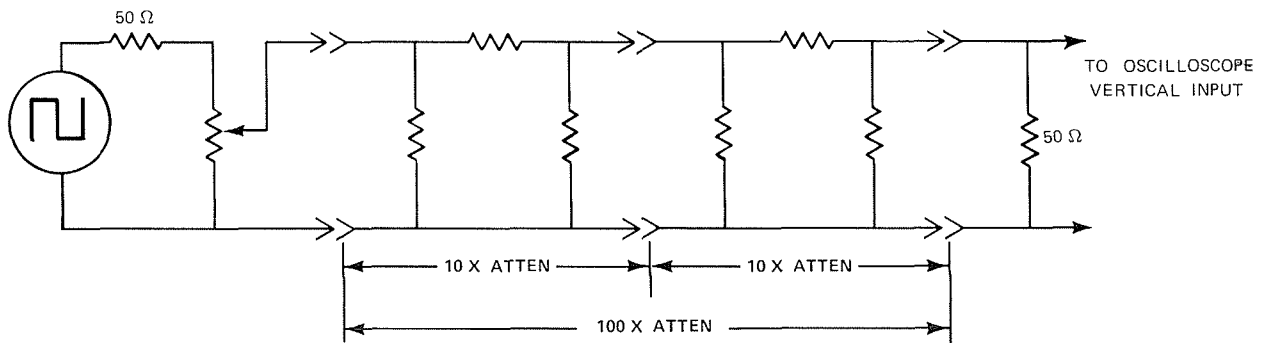 50 Ω
TO OSCILLOSCOPE
VERTICAL INPUT
50 Ω
10 X ATTEN
10 X ATTEN
100 X ATTEN